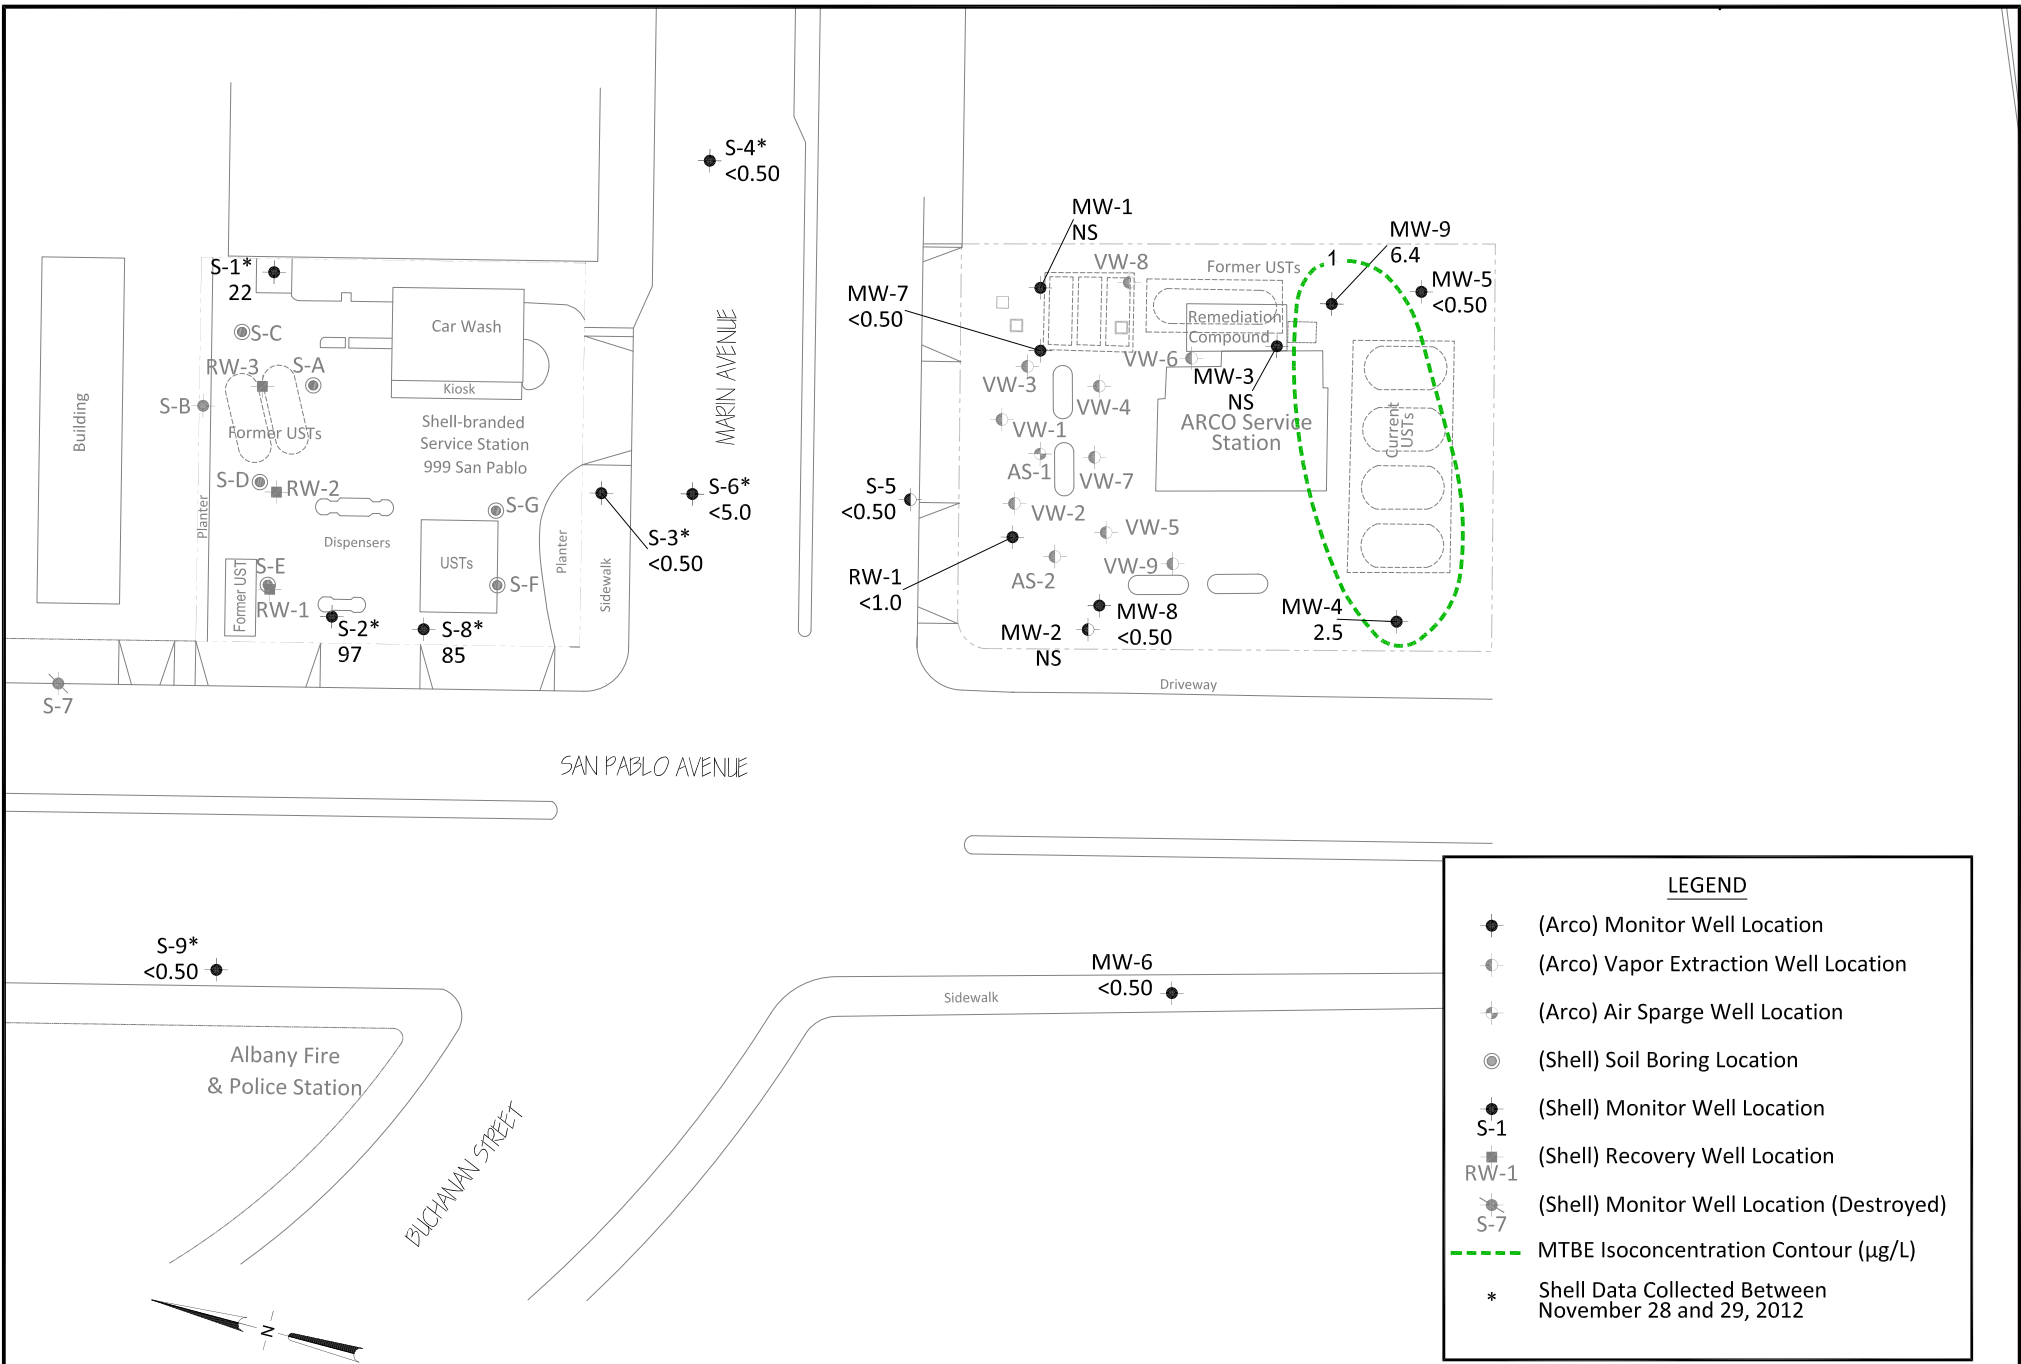 S-4*
<0.50
MW-1
NS
MW-9
6.4
1
VW-8
Former USTs
MW-5
<0.50
S-1*
22
MW-7
<0.50
Remediation
Compound
Car Wash
S-C
MARIN AVENUE
VW-6
RW-3
S-A
VW-3
MW-3
NS
Kiosk
S-B
VW-4
Building
Former USTs
Shell-branded
Service Station
999 San Pablo
VW-1
ARCO Service
Station
Current
USTs
AS-1
VW-7
S-D
RW-2
S-6*
<5.0
S-5
<0.50
Planter
S-G
VW-2
Dispensers
S-3*
<0.50
VW-5
Planter
USTs
S-E
S-F
Sidewalk
RW-1
<1.0
AS-2
VW-9
Former UST
RW-1
MW-4
2.5
S-2*
97
S-8*
85
MW-8
<0.50
MW-2
NS
Driveway
S-7
SAN PABLO AVENUE
S-9*
<0.50
MW-6
<0.50
Sidewalk
Albany Fire
& Police Station
BUCHANAN STREET
N
LEGEND
(Arco) Monitor Well Location
(Arco) Vapor Extraction Well Location
(Arco) Air Sparge Well Location
(Shell) Soil Boring Location
(Shell) Monitor Well Location
S-1
(Shell) Recovery Well Location
RW-1
(Shell) Monitor Well Location (Destroyed)
S-7
MTBE Isoconcentration Contour (µg/L)
* Shell Data Collected Between
November 28 and 29, 2012